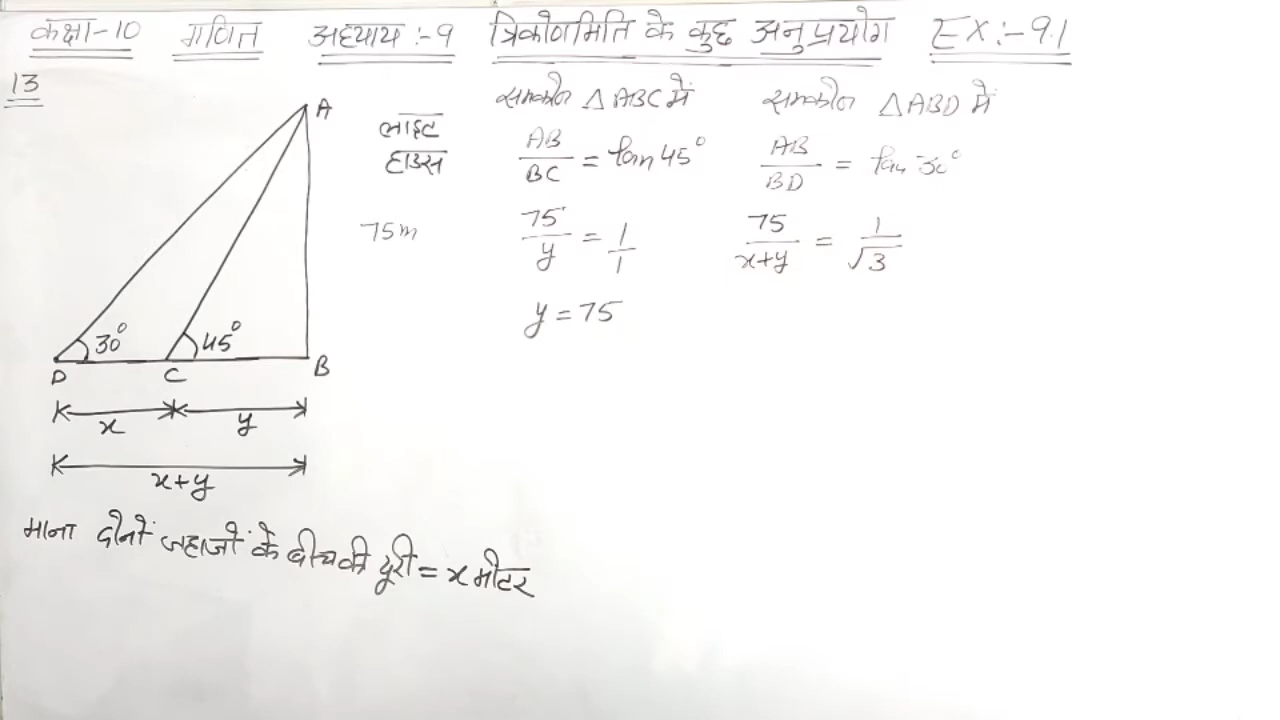 कक्षा-10 गणित अध्याय :-9 त्रिकोणमिति के कुछ अनुप्रयोग EX:-9.1
13
A
लाइट
हाउस
75m
30° 45°
D C B
x y
x+y
माना दोनों जहाजों के बीच की दूरी = x मीटर
समकोण △ABC में
AB/BC = tan 45°
75/y = 1/1
y = 75
समकोण △ABD में
AB/BD = tan 30°
75/x+y = 1/√3